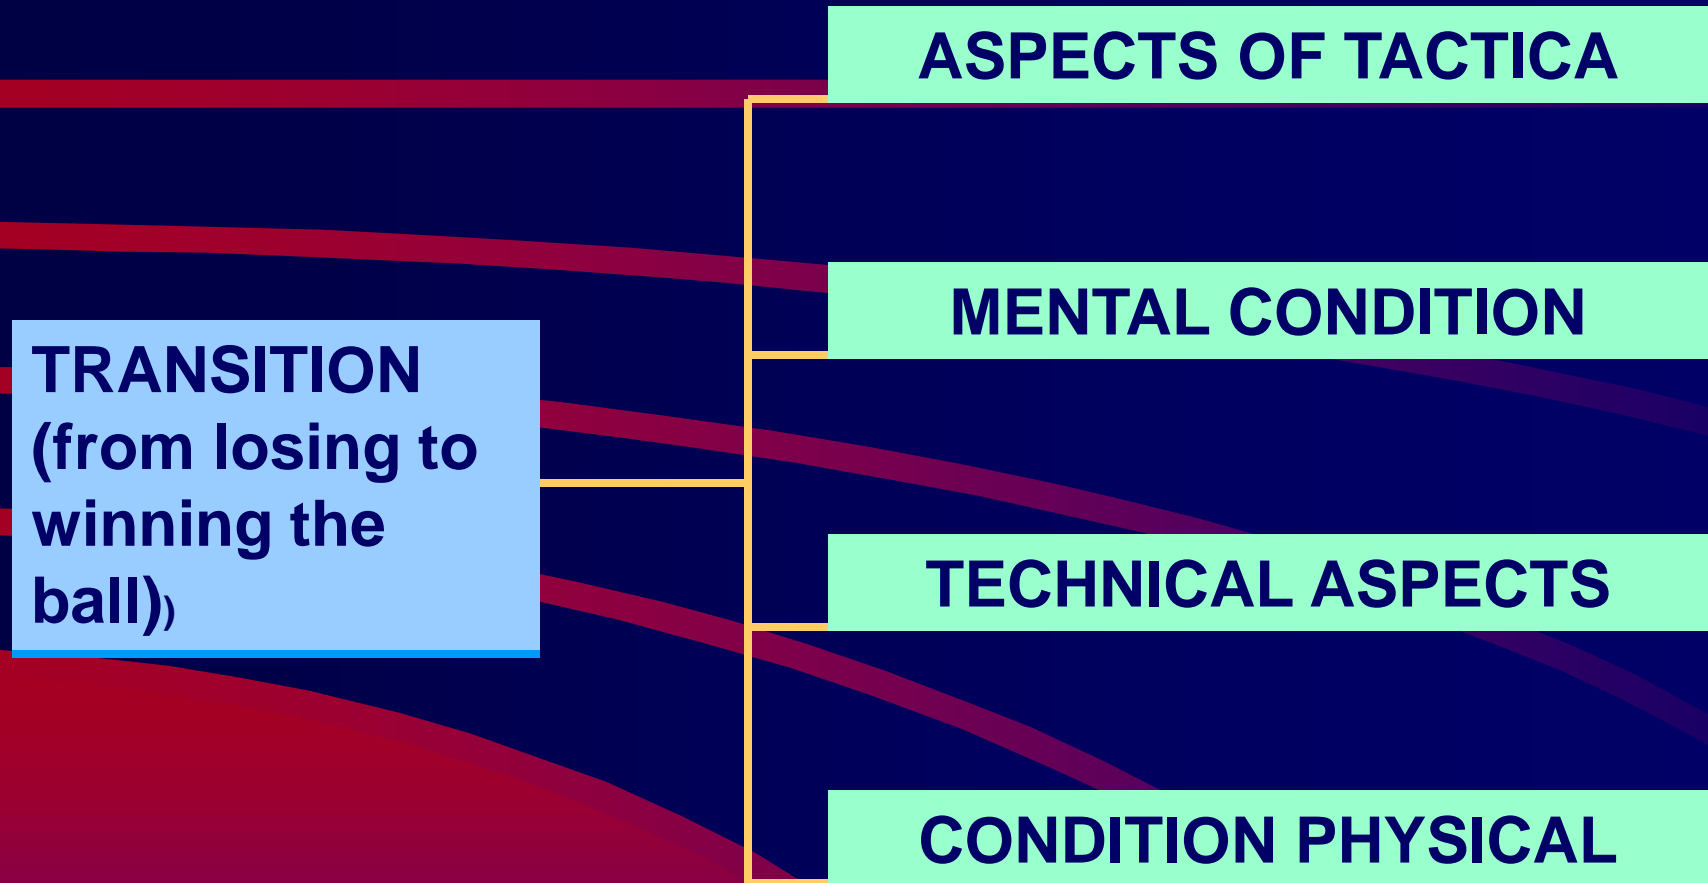 ASPECTS OF TACTICA
MENTAL CONDITION
TRANSITION
(from losing to
winning the
ball))
TECHNICAL ASPECTS
CONDITION PHYSICAL